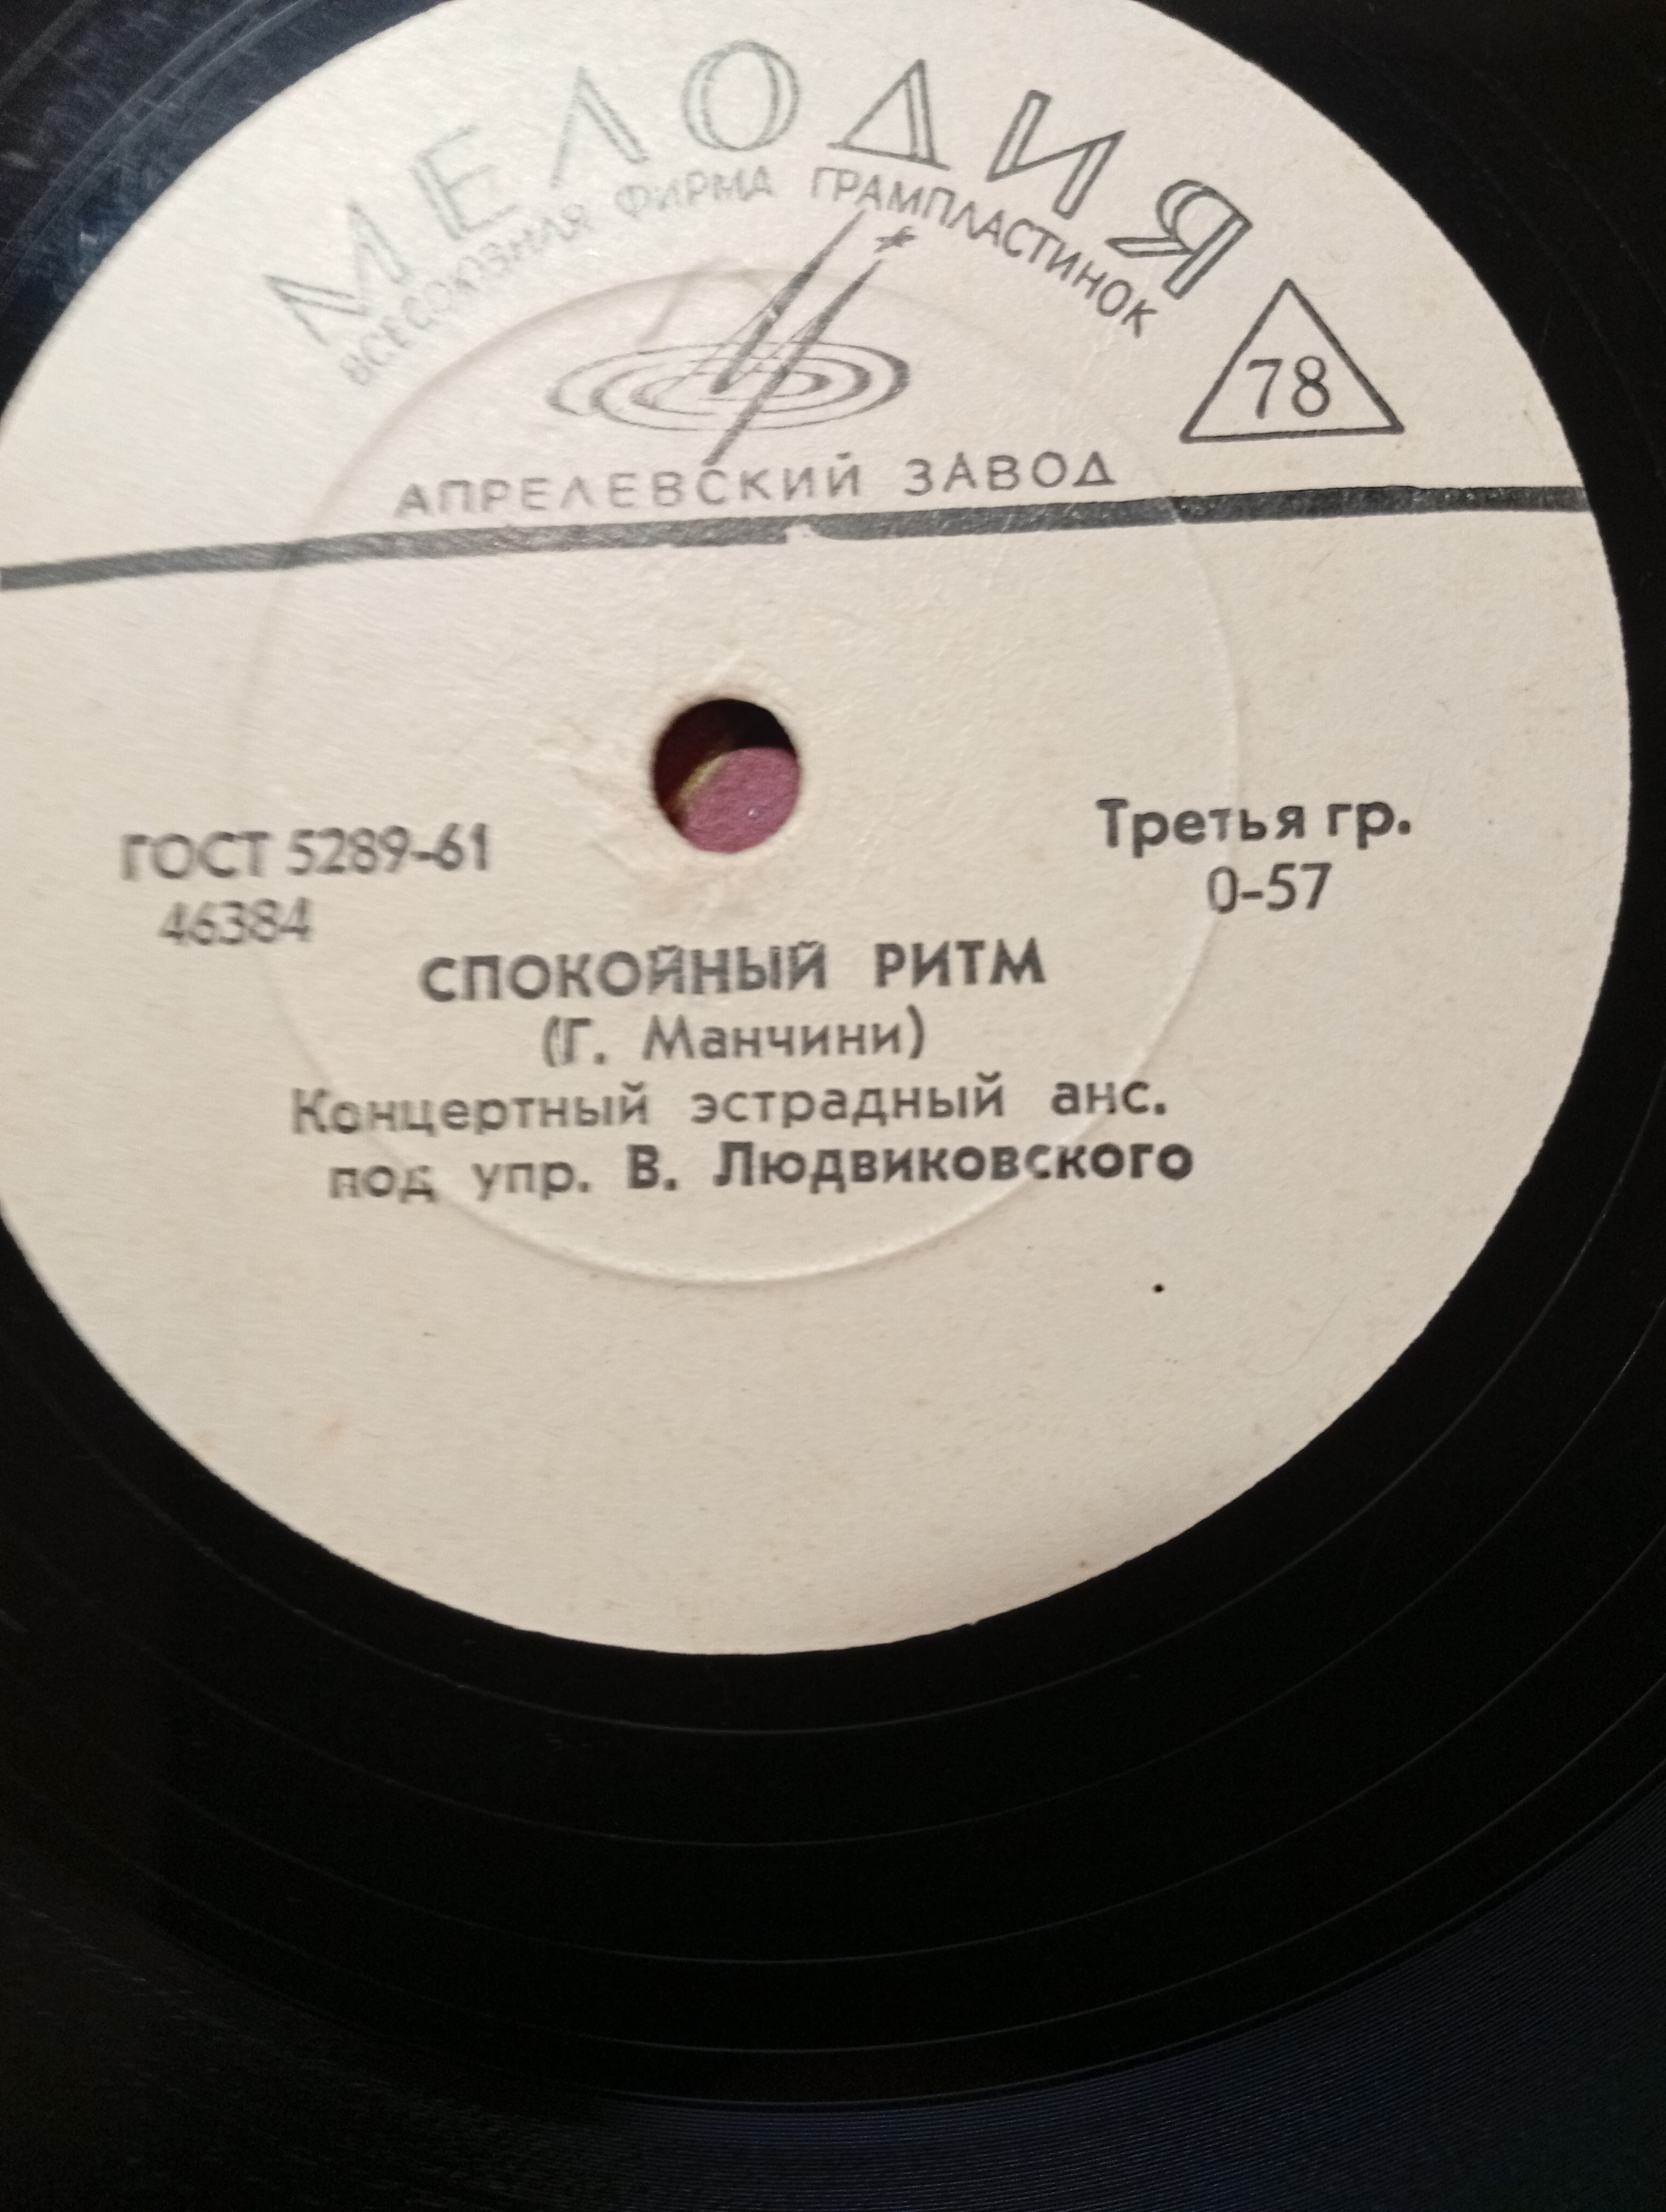 МЕЛОДИЯ
ВСЕСОЮЗНАЯ ФИРМА ГРАМПЛАСТИНОК
78
АПРЕЛЕВСКИЙ ЗАВОД
ГОСТ 5289-61
46384
Третья гр.
0-57
СПОКОЙНЫЙ РИТМ
(Г. Манчини)
Концертный эстрадный анс.
под упр. В. Людвиковского